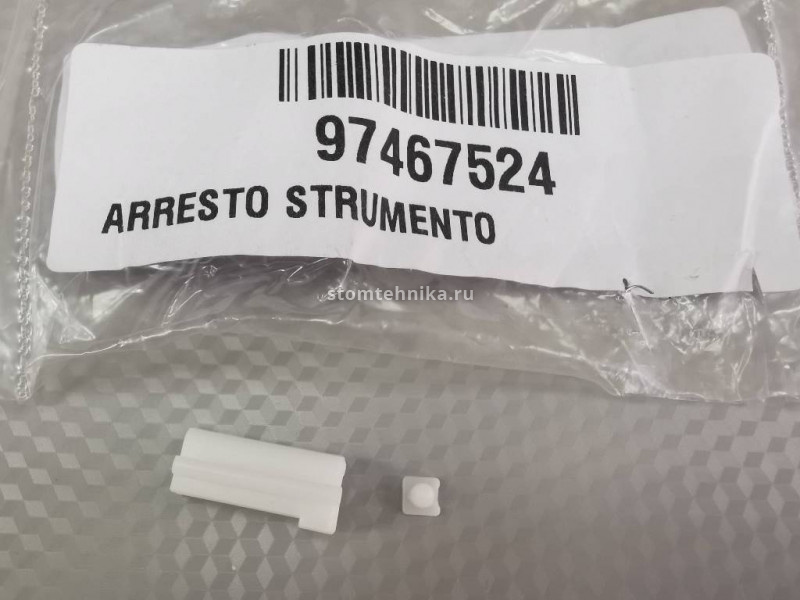 97467524
ARRESTO STRUMENTO
stomtehnika.ru